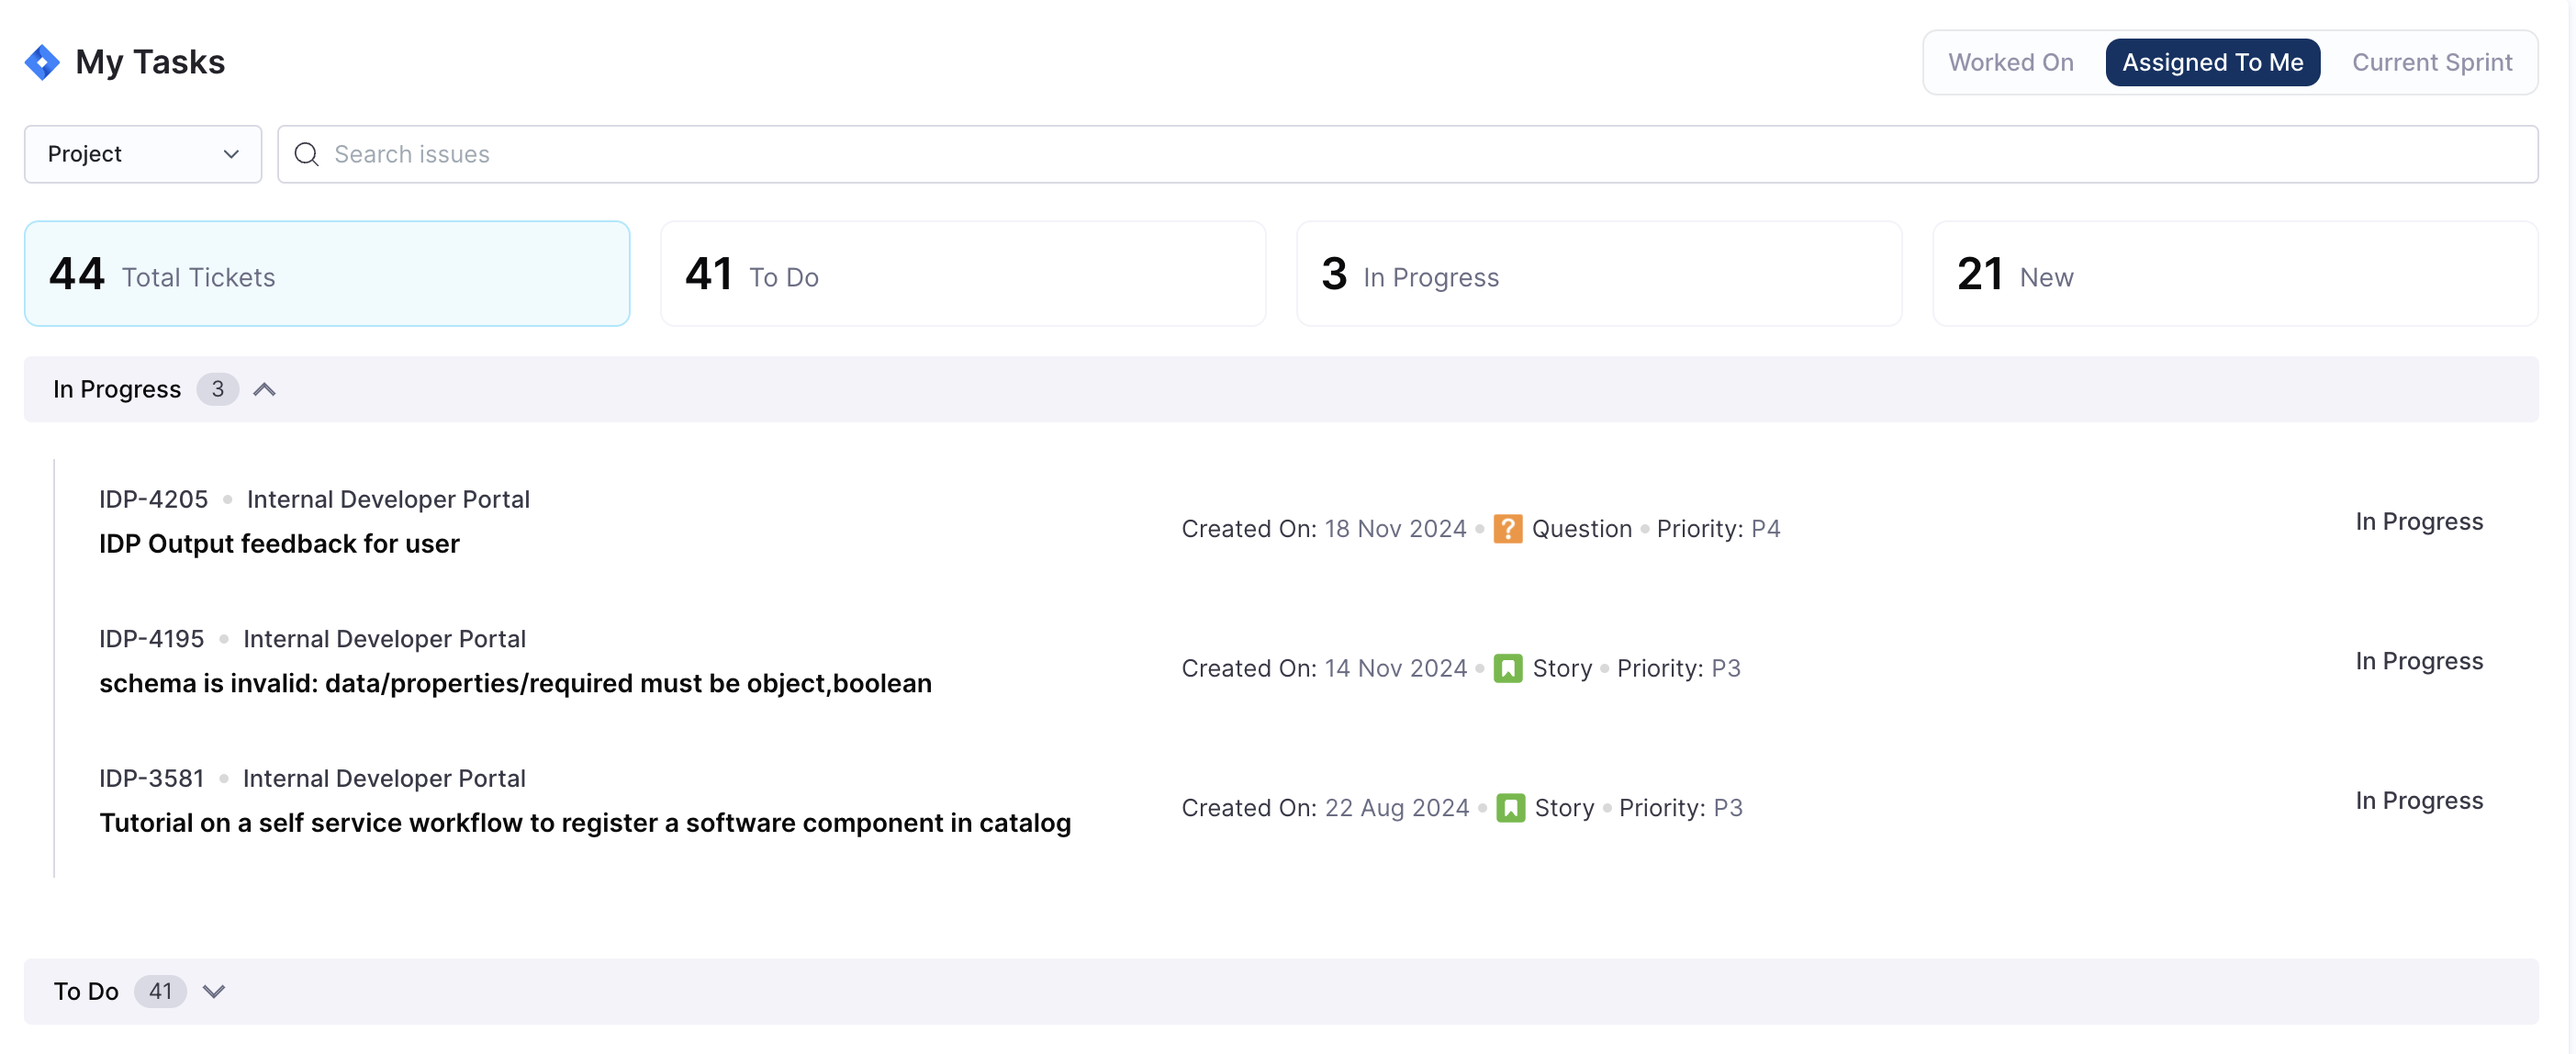 My Tasks
Worked On Assigned To Me Current Sprint
Project Search issues
44 Total Tickets 41 To Do 3 In Progress 21 New
In Progress 3
IDP-4205 Internal Developer Portal
IDP Output feedback for user
Created On: 18 Nov 2024 ? Question Priority: P4
In Progress
IDP-4195 Internal Developer Portal
schema is invalid: data/properties/required must be object,boolean
Created On: 14 Nov 2024 Story Priority: P3
In Progress
IDP-3581 Internal Developer Portal
Tutorial on a self service workflow to register a software component in catalog
Created On: 22 Aug 2024 Story Priority: P3
In Progress
To Do 41